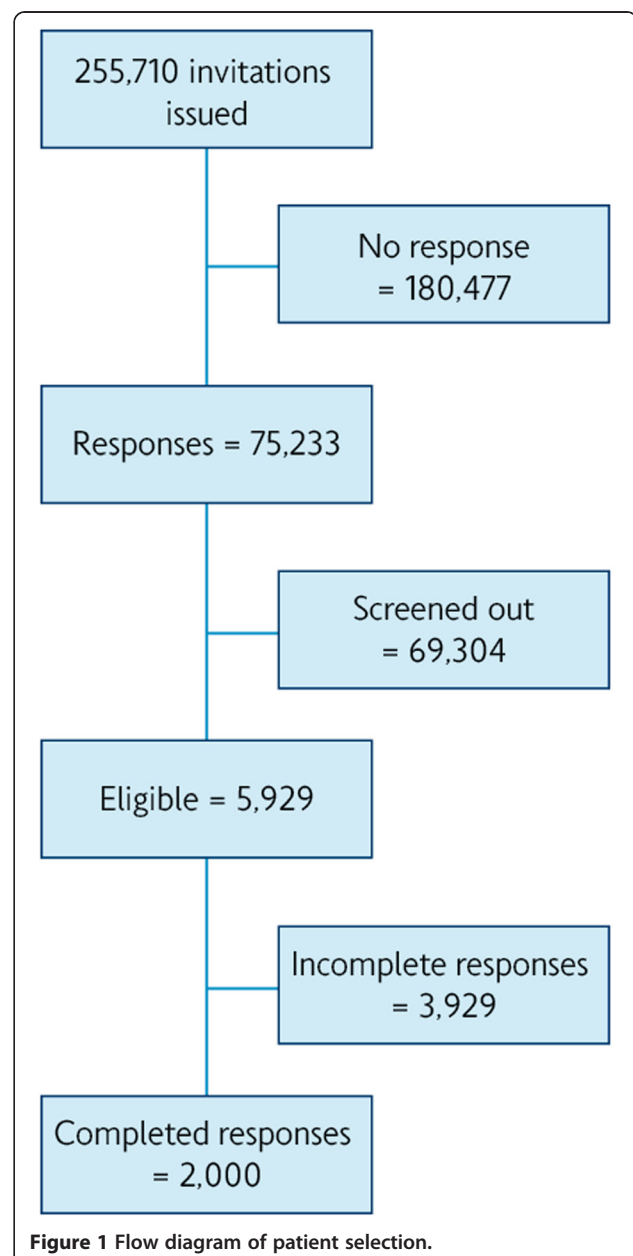 255,710 invitations
issued
No response
= 180,477
Responses = 75,233
Screened out
= 69,304
Eligible = 5,929
Incomplete responses
= 3,929
Completed responses
= 2,000
Figure 1 Flow diagram of patient selection.